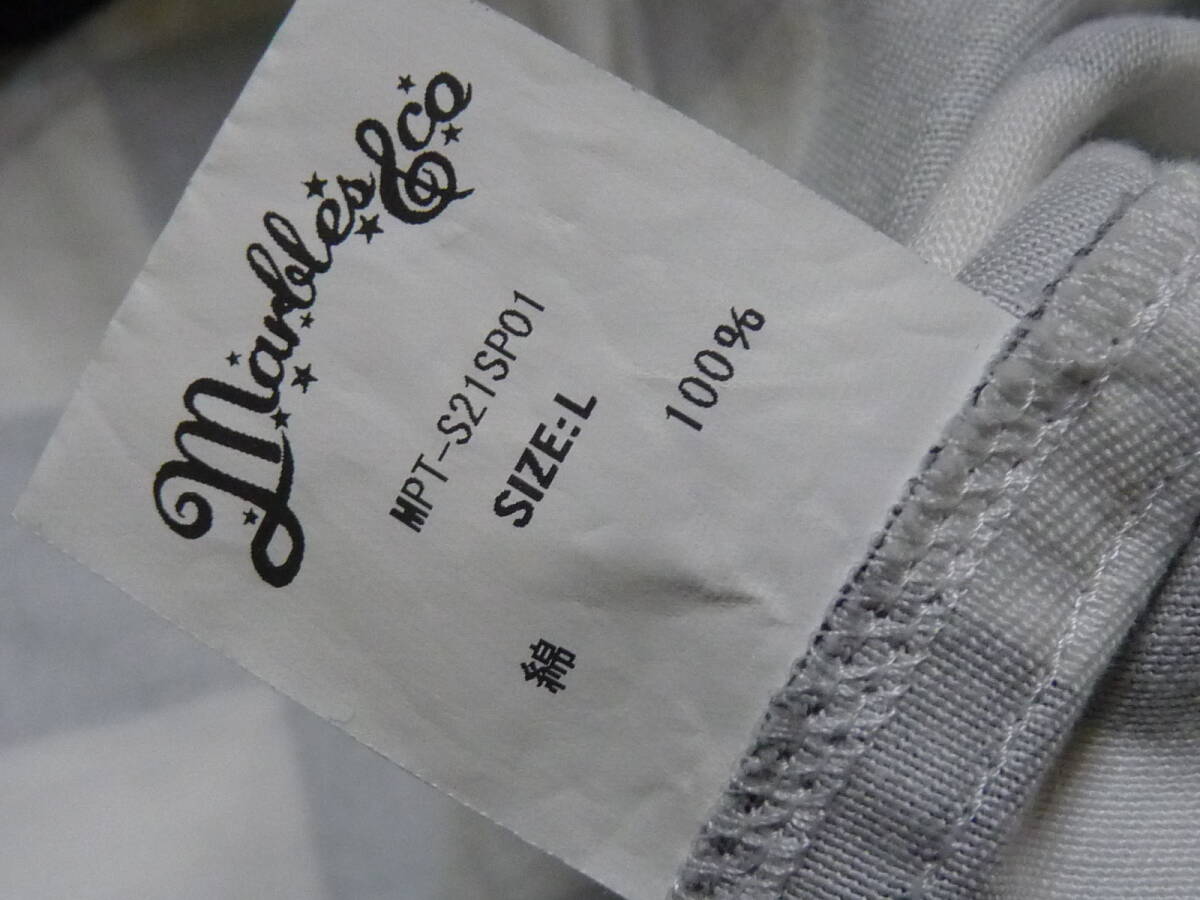 Marbles&co
MPT-S21SP01
SIZE:L
綿 100%